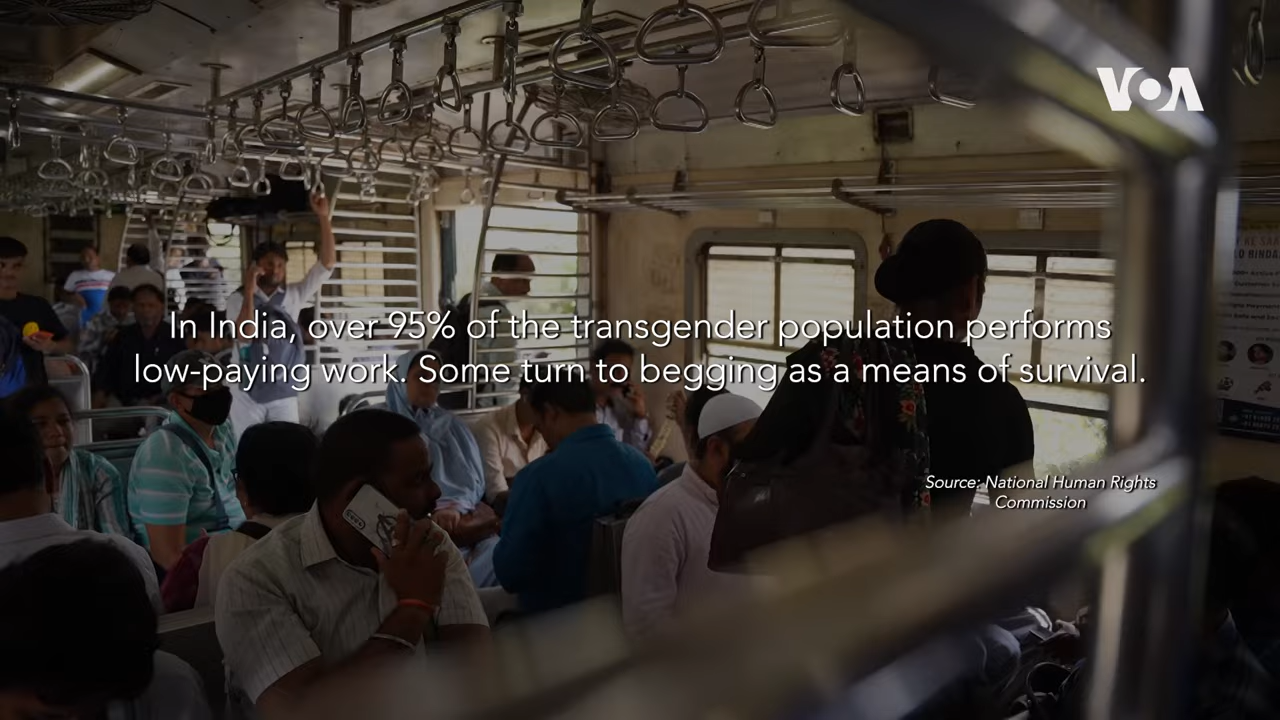 VOA
In India, over 95% of the transgender population performs
low-paying work. Some turn to begging as a means of survival.
Source: National Human Rights
Commission